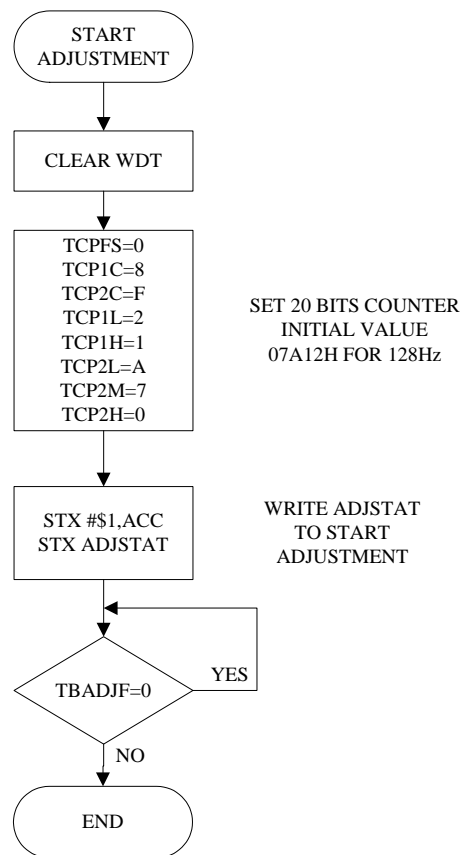 START
ADJUSTMENT
CLEAR WDT
TCPFS=0
TCP1C=8
TCP2C=F
TCP1L=2
TCP1H=1
TCP2L=A
TCP2M=7
TCP2H=0
SET 20 BITS COUNTER
INITIAL VALUE
07A12H FOR 128Hz
STX #$1,ACC
STX ADJSTAT
WRITE ADJSTAT
TO START
ADJUSTMENT
TBADJF=0
YES
NO
END